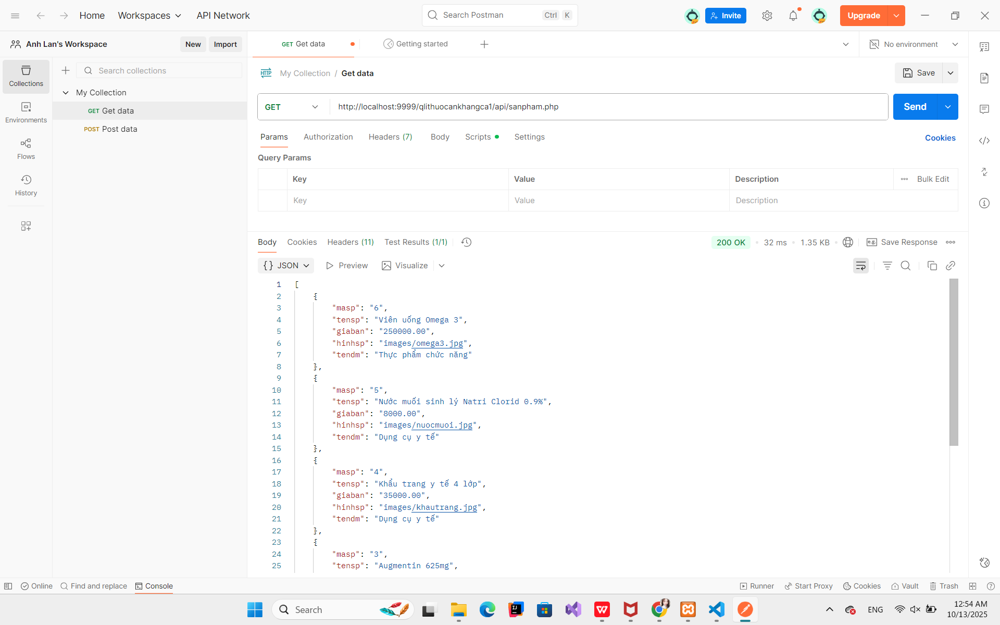 Home
Workspaces
API Network
Search Postman
Ctrl K
Invite
Upgrade
Anh Lan's Workspace
New
Import
GET Get data
Getting started
No environment
Collections
Environments
Flows
History
Search collections
My Collection
GET Get data
POST Post data
HTTP
My Collection / Get data
Save
GET
http://localhost:9999/qlithuocankhangca1/api/sanpham.php
Send
Params
Authorization
Headers (7)
Body
Scripts
Settings
Cookies
Query Params
Key
Value
Description
Bulk Edit
Key
Value
Description
Body
Cookies
Headers (11)
Test Results (1/1)
200 OK
32 ms
1.35 KB
e.g.
Save Response
{} JSON
Preview
Visualize
1 [
2 {
3 "masp": "6",
4 "tensp": "Viên uống Omega 3",
5 "giaban": "250000.00",
6 "hinhsp": "images/omega3.jpg",
7 "tendm": "Thực phẩm chức năng"
8 },
9 {
10 "masp": "5",
11 "tensp": "Nước muối sinh lý Natri Clorid 0.9%",
12 "giaban": "8000.00",
13 "hinhsp": "images/nuocmuoi.jpg",
14 "tendm": "Dụng cụ y tế"
15 },
16 {
17 "masp": "4",
18 "tensp": "Khẩu trang y tế 4 lớp",
19 "giaban": "35000.00",
20 "hinhsp": "images/khautrang.jpg",
21 "tendm": "Dụng cụ y tế"
22 },
23 {
24 "masp": "3",
25 "tensp": "Augmentin 625mg",
Online
Find and replace
Console
Runner
Start Proxy
Cookies
Vault
Trash
Search
ENG
12:54 AM
10/13/2025